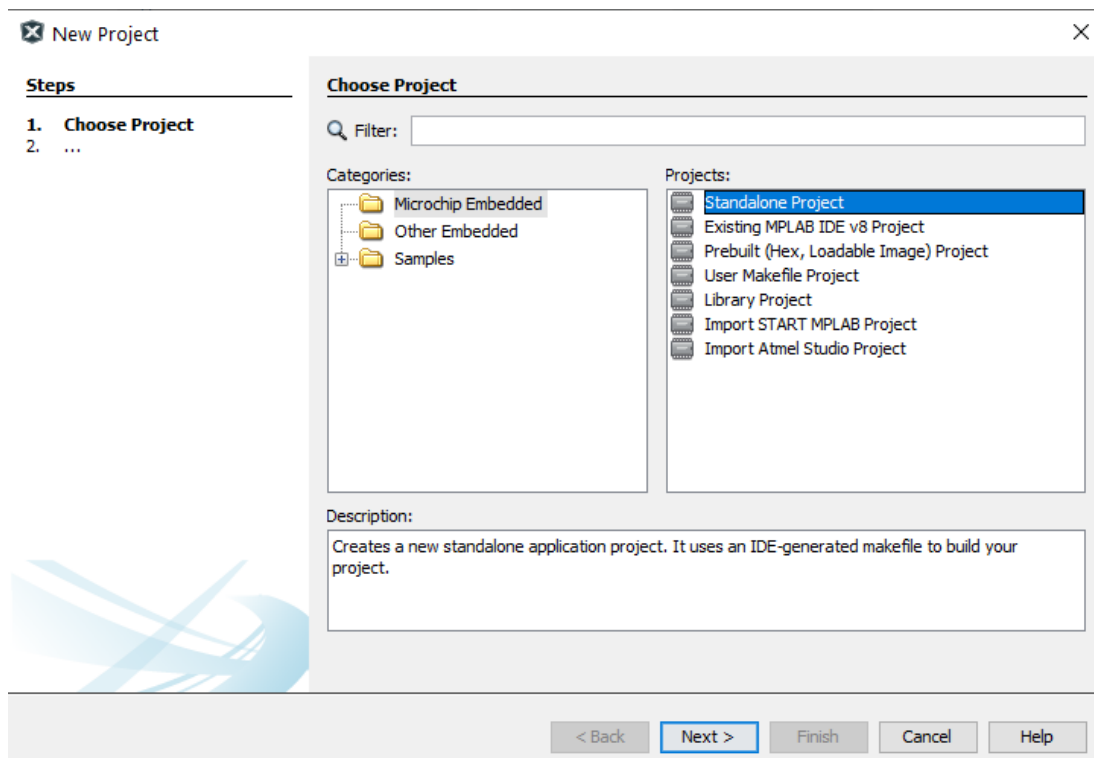 New Project
Steps
1. Choose Project
2. ...
Choose Project
Filter:
Categories:
Microchip Embedded
Other Embedded
Samples
Projects:
Standalone Project
Existing MPLAB IDE v8 Project
Prebuilt (Hex, Loadable Image) Project
User Makefile Project
Library Project
Import START MPLAB Project
Import Atmel Studio Project
Description:
Creates a new standalone application project. It uses an IDE-generated makefile to build your
project.
< Back
Next >
Finish
Cancel
Help